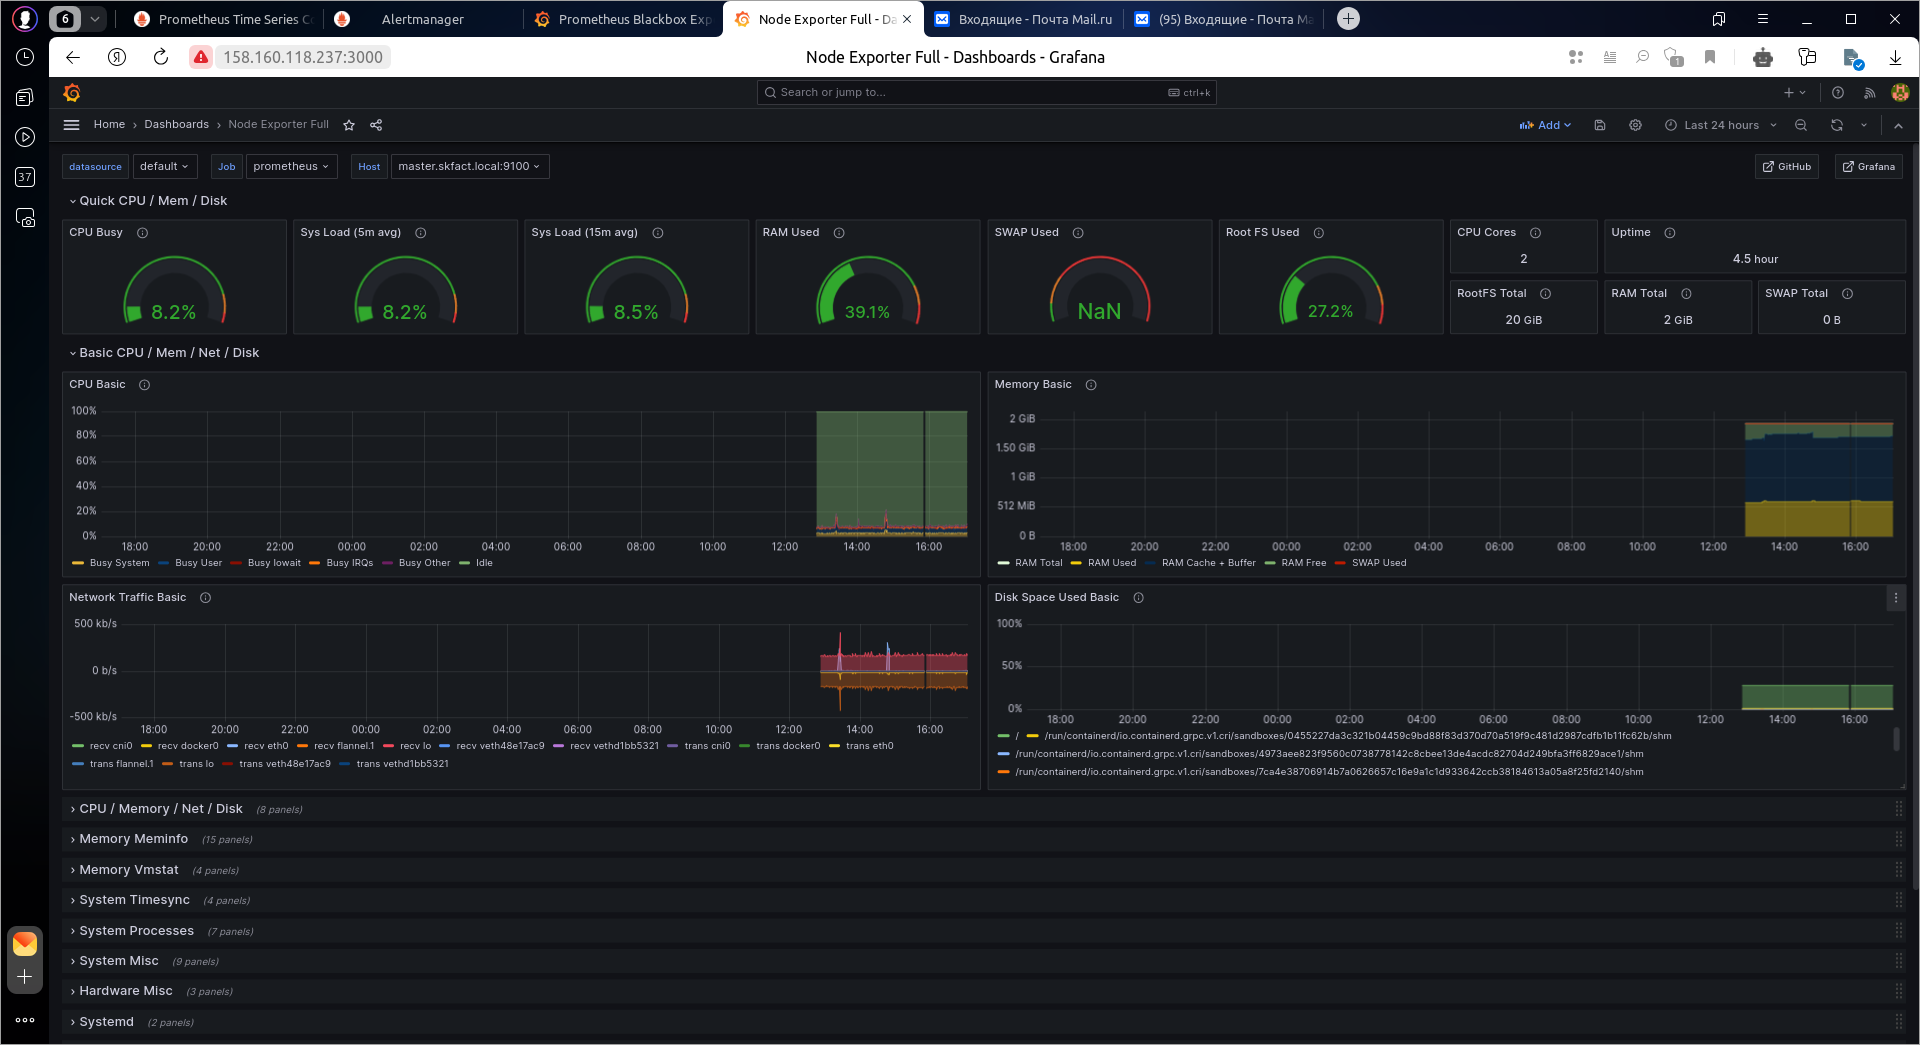 6
Prometheus Time Series Co
Alertmanager
Prometheus Blackbox Exp
Node Exporter Full - Da
Входящие - Почта Mail.ru
(95) Входящие - Почта Ma
158.160.118.237:3000
Node Exporter Full - Dashboards - Grafana
1
37
Search or jump to...
ctrl+k
Home › Dashboards › Node Exporter Full
Add
Last 24 hours
datasource default
Job prometheus
Host master.skfact.local:9100
GitHub
Grafana
Quick CPU / Mem / Disk
CPU Busy
8.2%
Sys Load (5m avg)
8.2%
Sys Load (15m avg)
8.5%
RAM Used
39.1%
SWAP Used
NaN
Root FS Used
27.2%
CPU Cores
2
Uptime
4.5 hour
RootFS Total
20 GiB
RAM Total
2 GiB
SWAP Total
0 B
Basic CPU / Mem / Net / Disk
CPU Basic
100%
80%
60%
40%
20%
0%
18:00 20:00 22:00 00:00 02:00 04:00 06:00 08:00 10:00 12:00 14:00 16:00
Busy System Busy User Busy Iowait Busy IRQs Busy Other Idle
Memory Basic
2 GiB
1.50 GiB
1 GiB
512 MiB
0 B
18:00 20:00 22:00 00:00 02:00 04:00 06:00 08:00 10:00 12:00 14:00 16:00
RAM Total RAM Used RAM Cache + Buffer RAM Free SWAP Used
Network Traffic Basic
500 kb/s
0 b/s
-500 kb/s
18:00 20:00 22:00 00:00 02:00 04:00 06:00 08:00 10:00 12:00 14:00 16:00
recv cni0 recv docker0 recv eth0 recv flannel.1 recv lo recv veth48e17ac9 recv vethd1bb5321 trans cni0 trans docker0 trans eth0
trans flannel.1 trans lo trans veth48e17ac9 trans vethd1bb5321
Disk Space Used Basic
100%
50%
0%
18:00 20:00 22:00 00:00 02:00 04:00 06:00 08:00 10:00 12:00 14:00 16:00
/ /run/containerd/io.containerd.grpc.v1.cri/sandboxes/0455227da3c321b04459c9bd88f83d370d70a519f9c481d2987cdfb1b11fc62b/shm
/run/containerd/io.containerd.grpc.v1.cri/sandboxes/4973aee823f9560c0738778142c8cbee13de4acdc82704d249bfa3ff6829ace1/shm
/run/containerd/io.containerd.grpc.v1.cri/sandboxes/7ca4e38706914b7a0626657c16e9a1c1d933642ccb38184613a05a8f25fd2140/shm
CPU / Memory / Net / Disk (8 panels)
Memory Meminfo (15 panels)
Memory Vmstat (4 panels)
System Timesync (4 panels)
System Processes (7 panels)
System Misc (9 panels)
Hardware Misc (3 panels)
Systemd (2 panels)